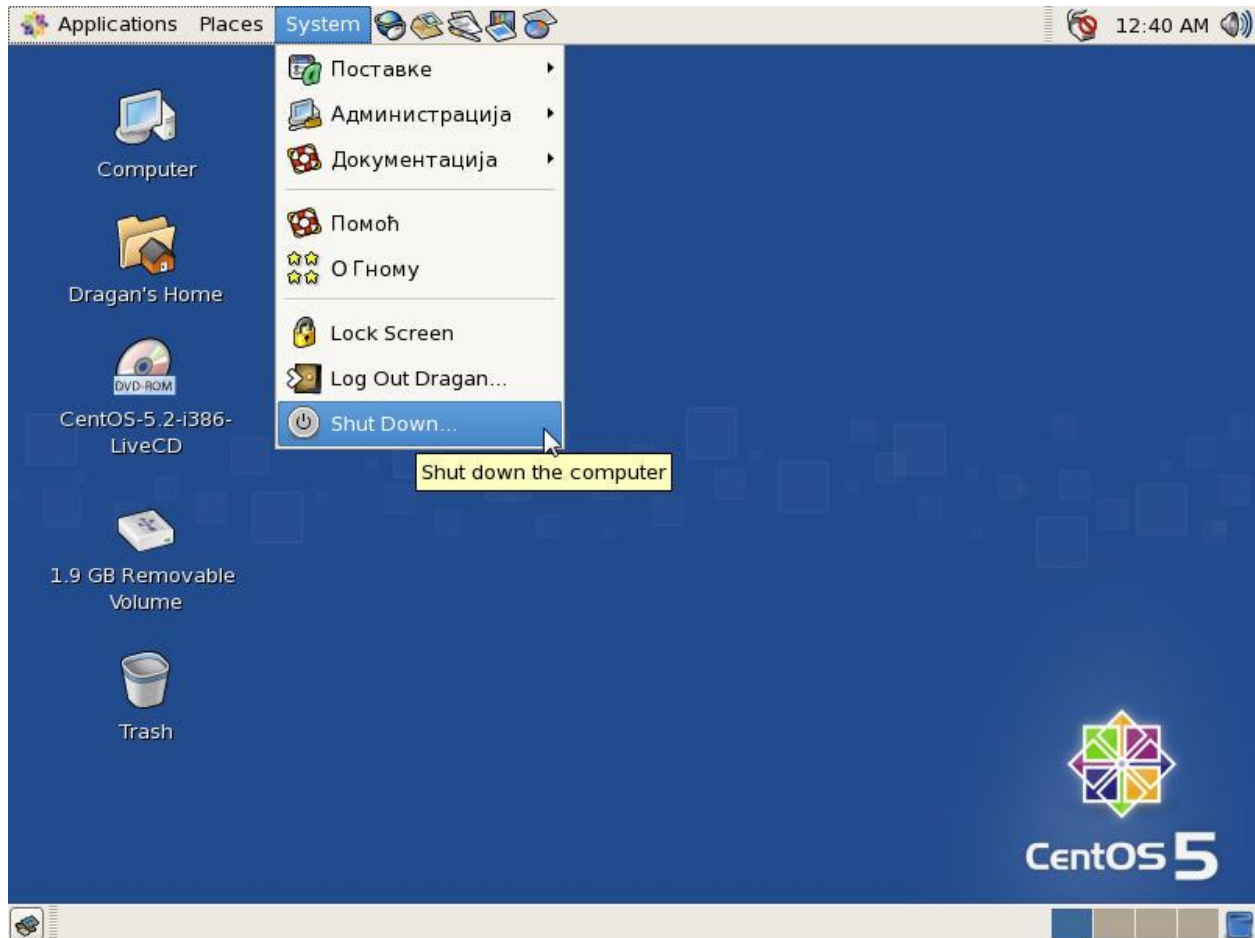 Applications Places System 12:40 AM
Поставке
Администрација
Документација
Помоћ
О Гному
Lock Screen
Log Out Dragan...
Shut Down...
Shut down the computer
Computer
Dragan's Home
DVD-ROM
CentOS-5.2-i386-
LiveCD
1.9 GB Removable
Volume
Trash
CentOS 5